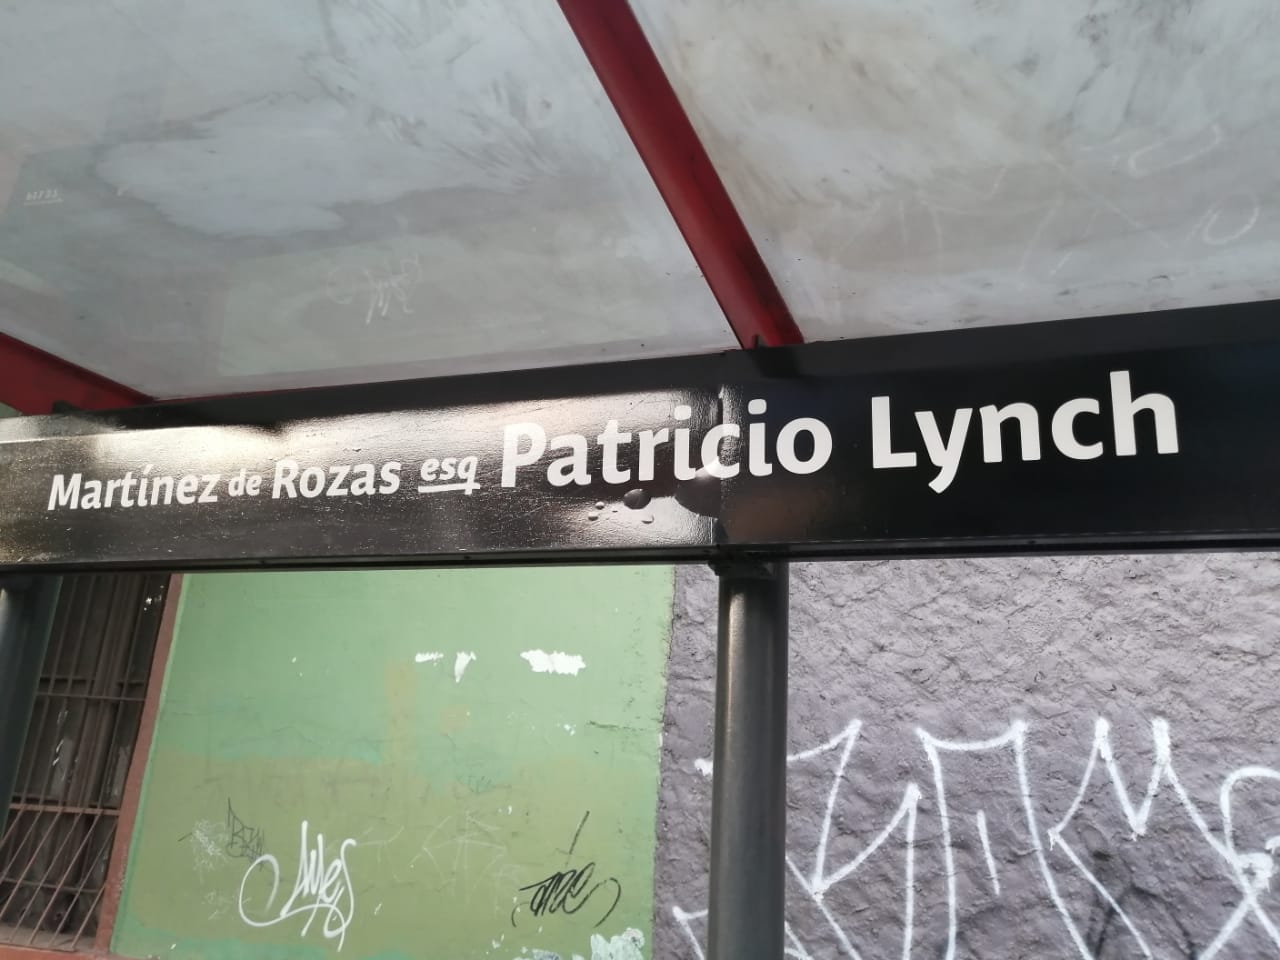 Martínez de Rozas esq Patricio Lynch